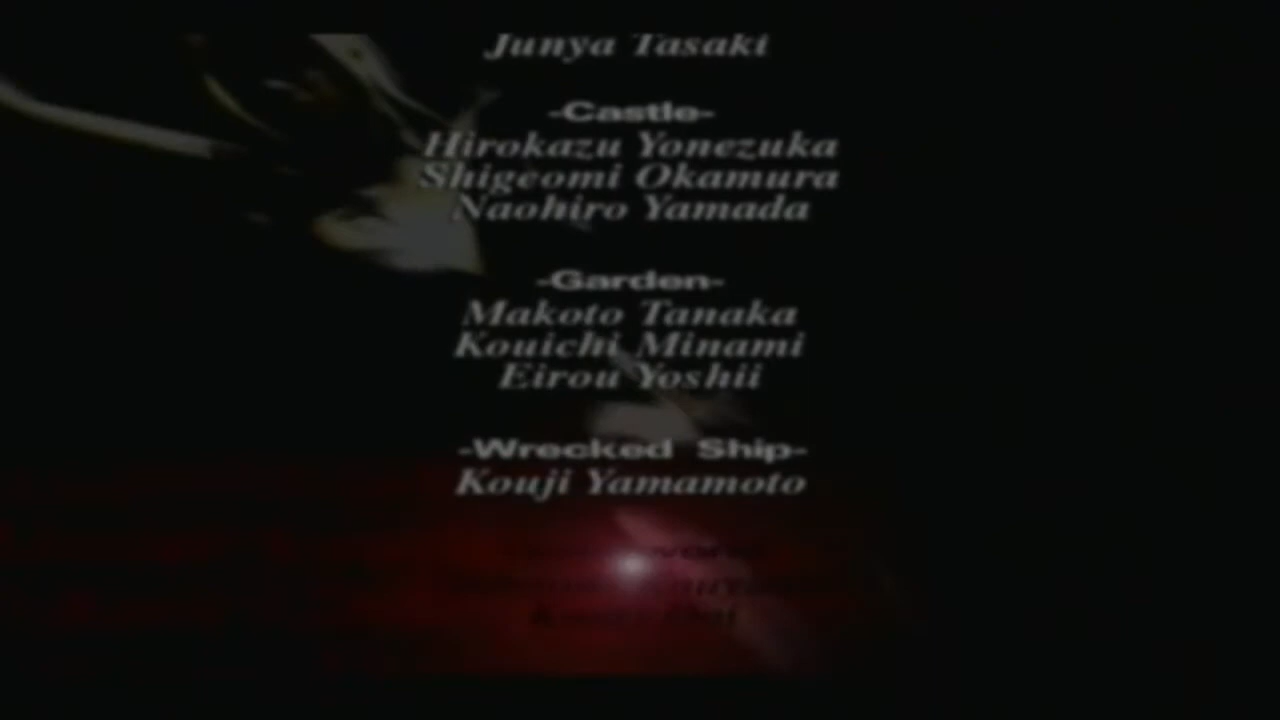 Junya Tasaki
-Castle-
Hirokazu Yonezuka
Shigeomi Okamura
Naohiro Yamada
-Garden-
Makoto Tanaka
Kouichi Minami
Eirou Yoshii
-Wrecked Ship-
Kouji Yamamoto